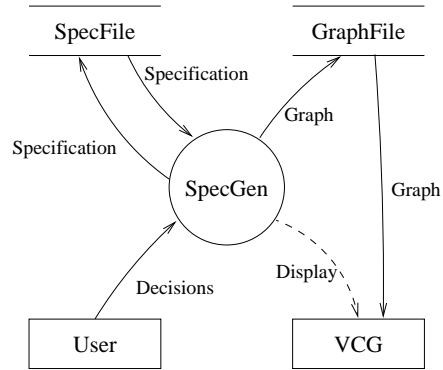 SpecFile
GraphFile
Specification
Graph
Specification
SpecGen
Graph
Display
Decisions
User
VCG